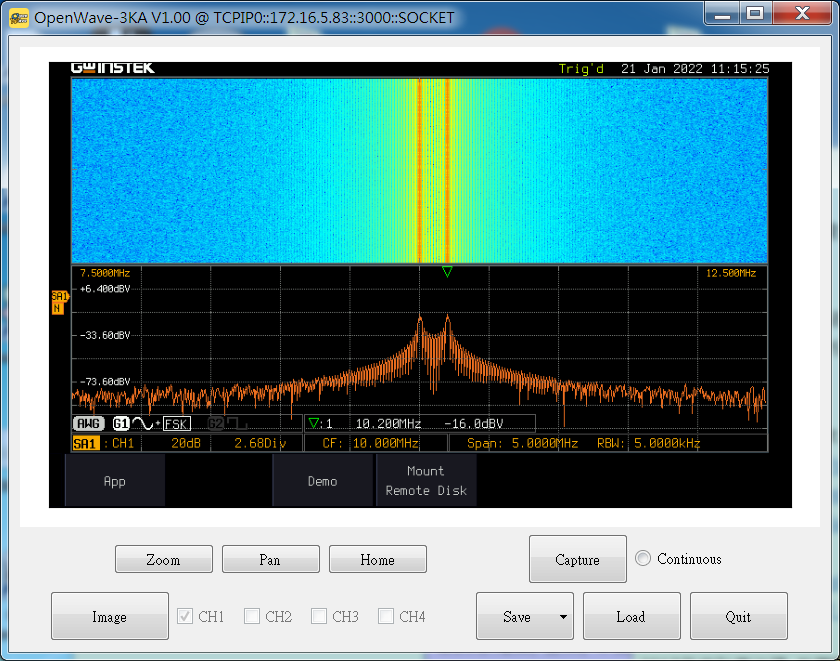 OpenWave-3KA V1.00 @ TCPIP0::172.16.5.83::3000::SOCKET
GWINSTEK Trig'd 21 Jan 2022 11:15:25
7.5000MHz 12.500MHz
+6.400dBV
SA1
N
-33.60dBV
-73.60dBV
AWG G1 + FSK G2 ▽:1 10.200MHz -16.0dBV
SA1 : CH1 20dB 2.68Div CF: 10.000MHz Span: 5.0000MHz RBW: 5.0000kHz
App Demo Mount
Remote Disk
Zoom Pan Home Capture Continuous
Image CH1 CH2 CH3 CH4 Save Load Quit